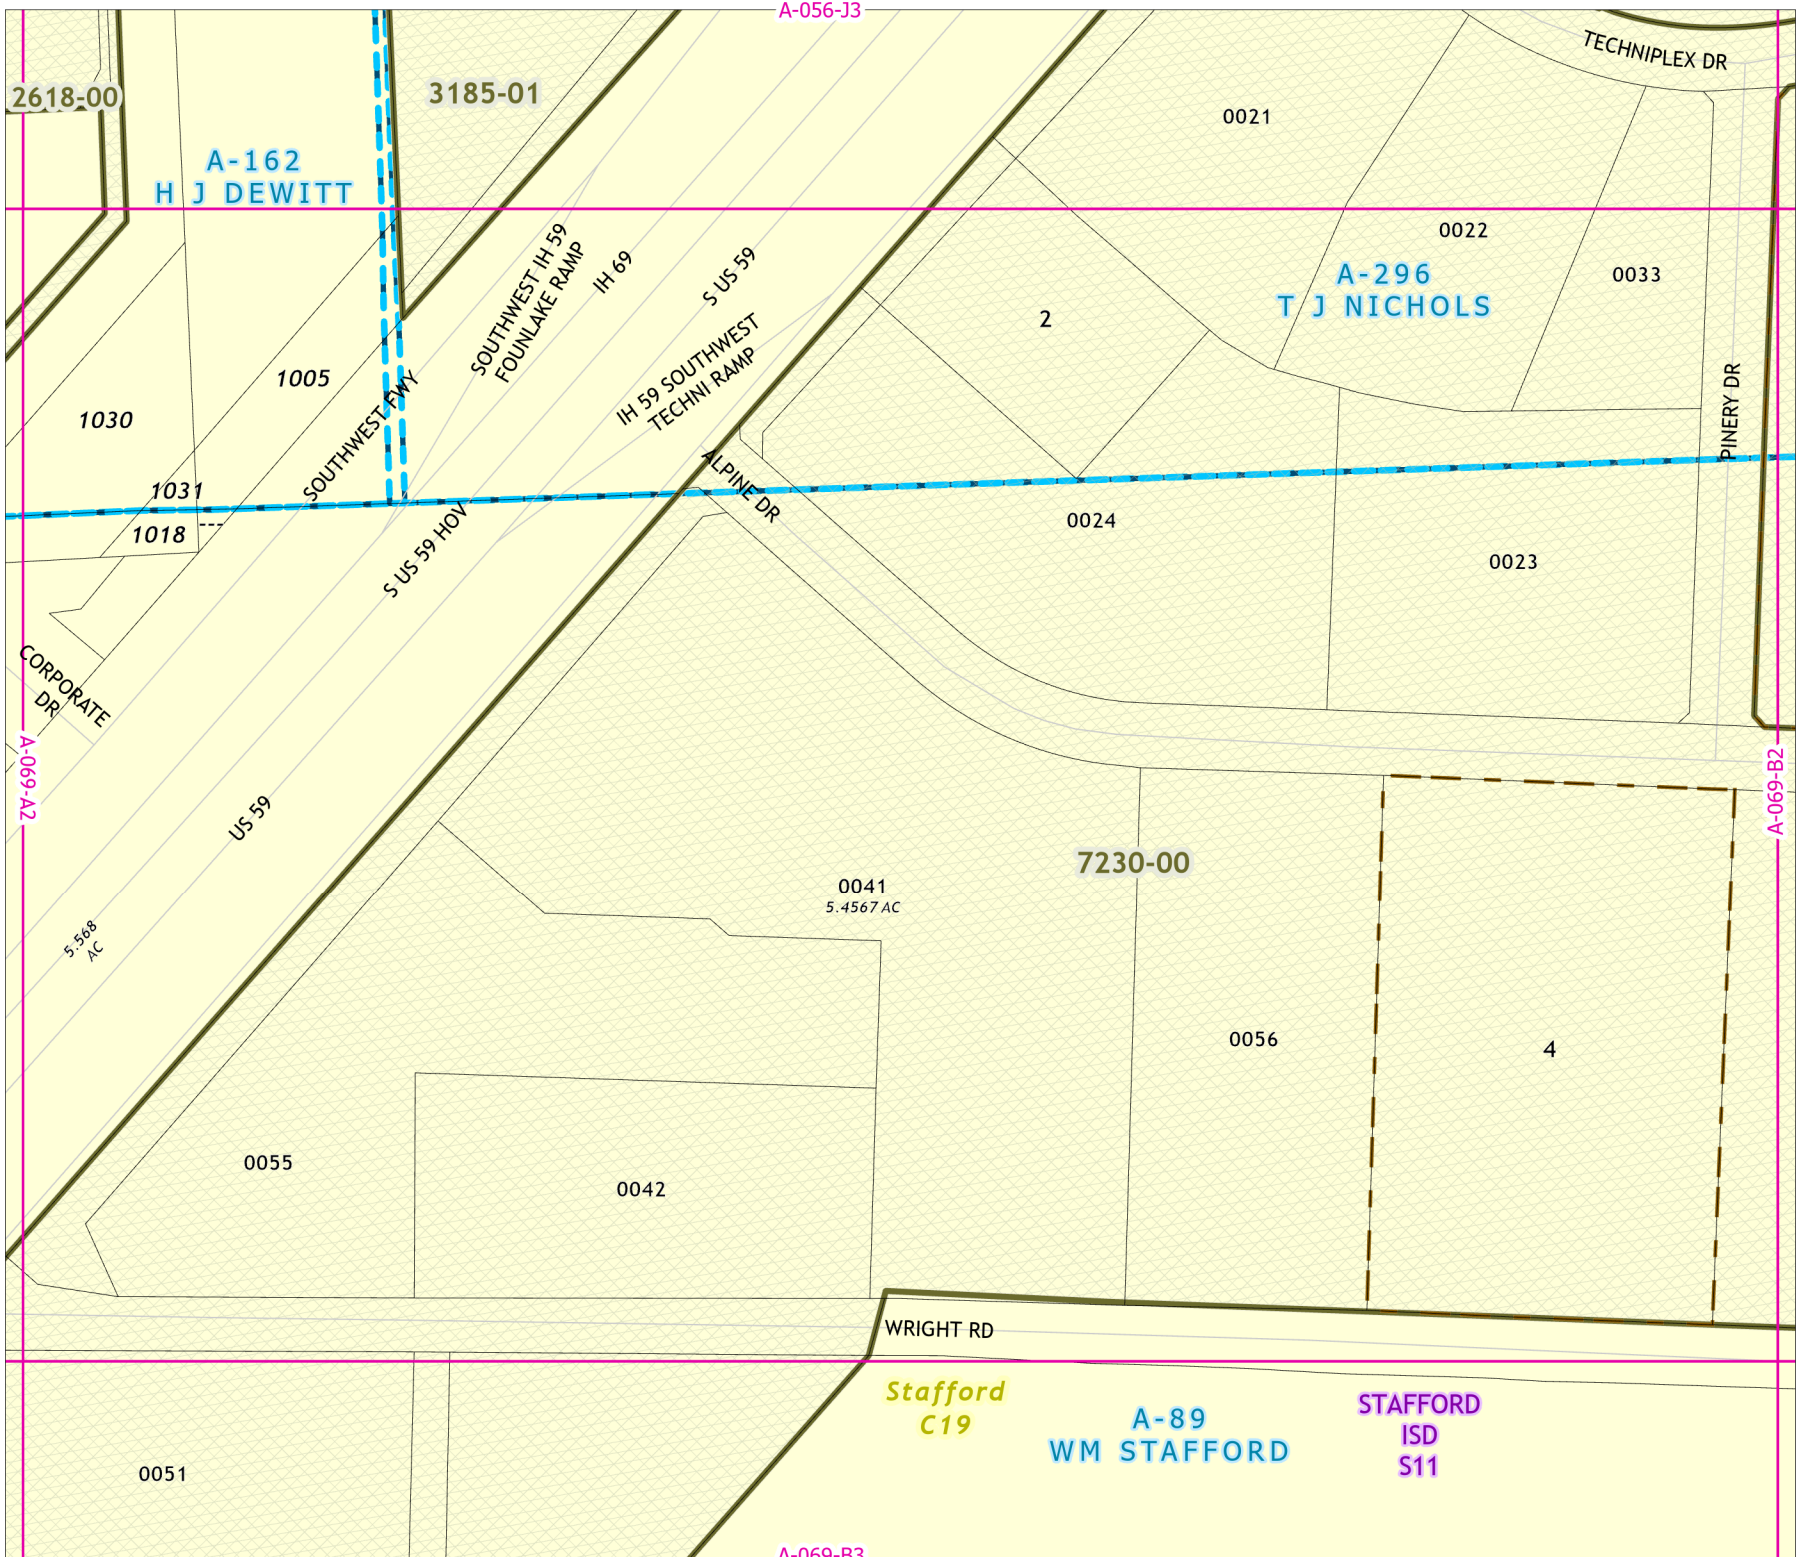 A-056-J3
TECHNIPLEX DR
2618-00
3185-01
0021
A-162
H J DEWITT
0022
0033
A-296
T J NICHOLS
SOUTHWEST IH 59
FOUNLAKE RAMP
IH 69
S US 59
2
IH 59 SOUTHWEST
TECHNI RAMP
1005
1030
SOUTHWEST FWY
PINERY DR
1031
1018
ALPINE DR
S US 59 HOV
0024
0023
CORPORATE
DR
A-069-A2
A-069-B2
US 59
7230-00
0041
5.4567 AC
5.568
AC
0056
4
0055
0042
WRIGHT RD
Stafford
C19
A-89
WM STAFFORD
STAFFORD
ISD
S11
0051
A-069-B3